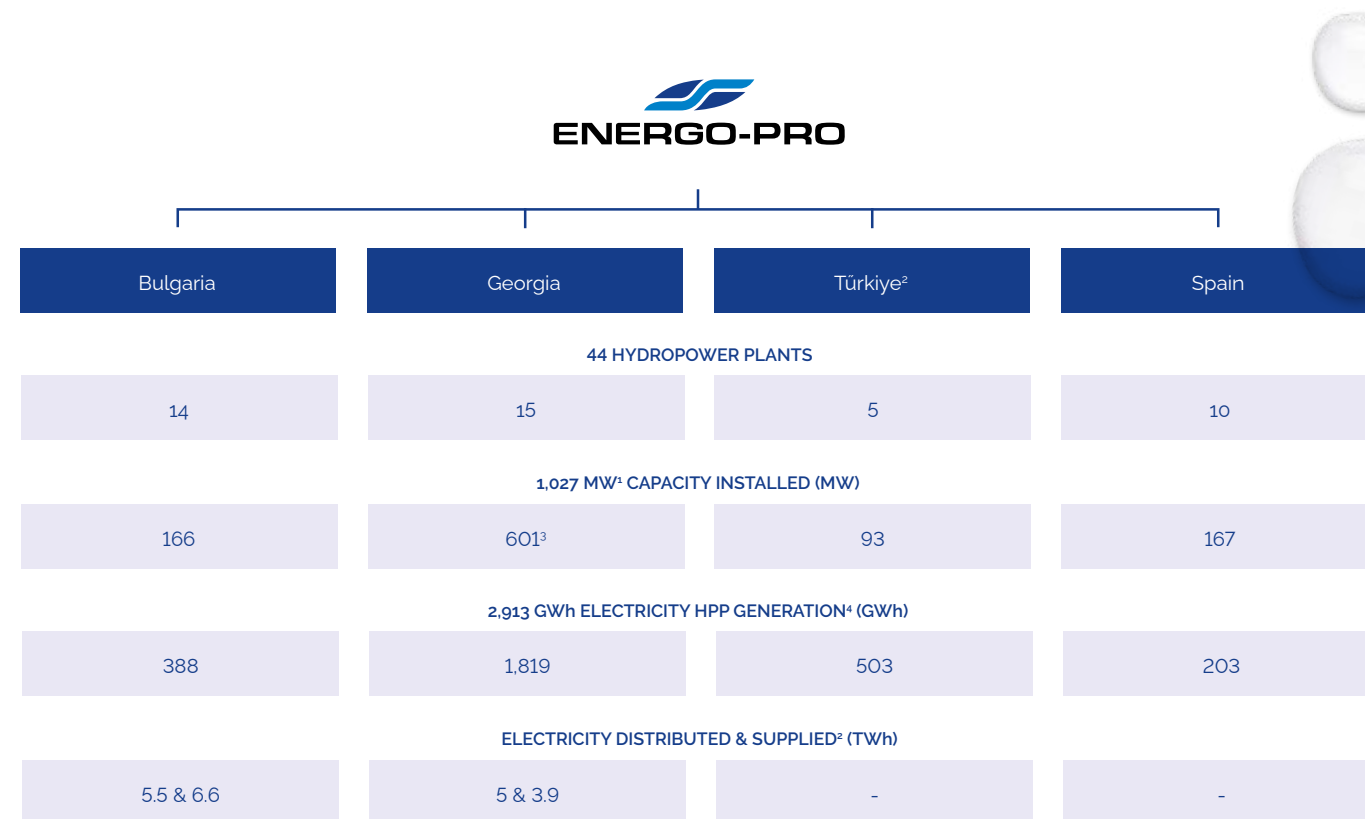 ENERGO-PRO
Bulgaria Georgia Tűrkiye² Spain
44 HYDROPOWER PLANTS
14 15 5 10
1,027 MW¹ CAPACITY INSTALLED (MW)
166 601³ 93 167
2,913 GWh ELECTRICITY HPP GENERATION⁴ (GWh)
388 1,819 503 203
ELECTRICITY DISTRIBUTED & SUPPLIED² (TWh)
5.5 & 6.6 5 & 3.9 - -